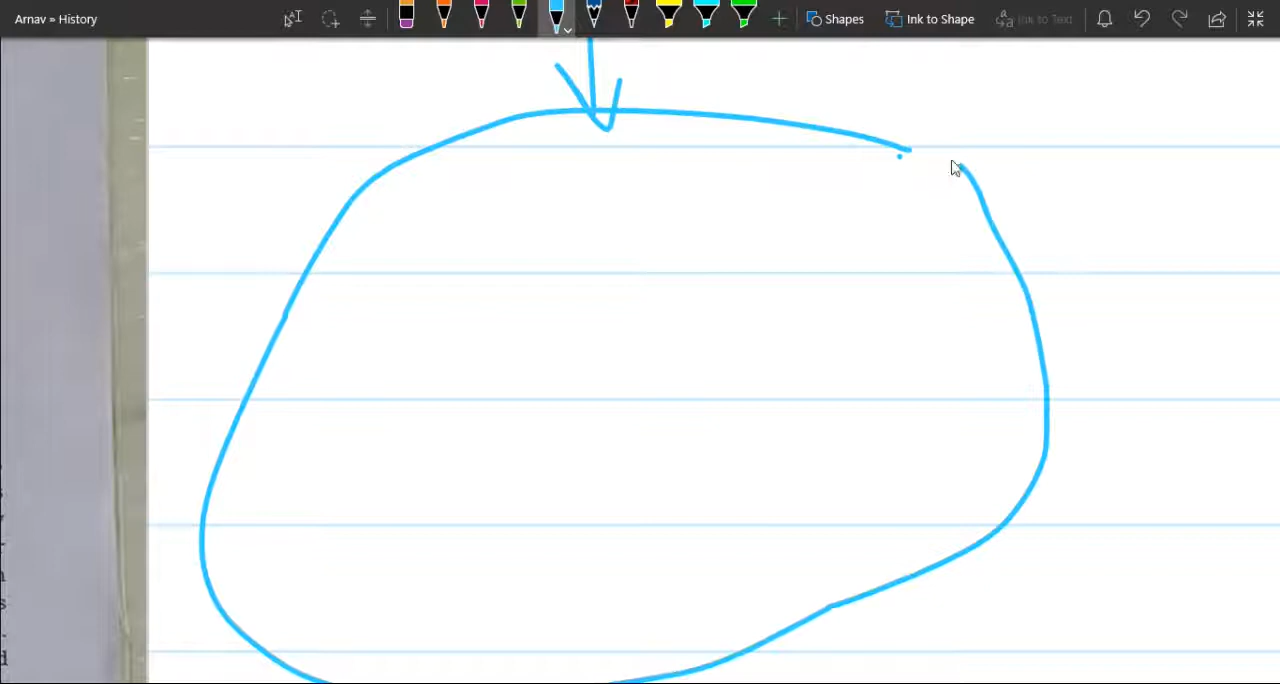 Arnav » History
Shapes
Ink to Shape
Ink to Text